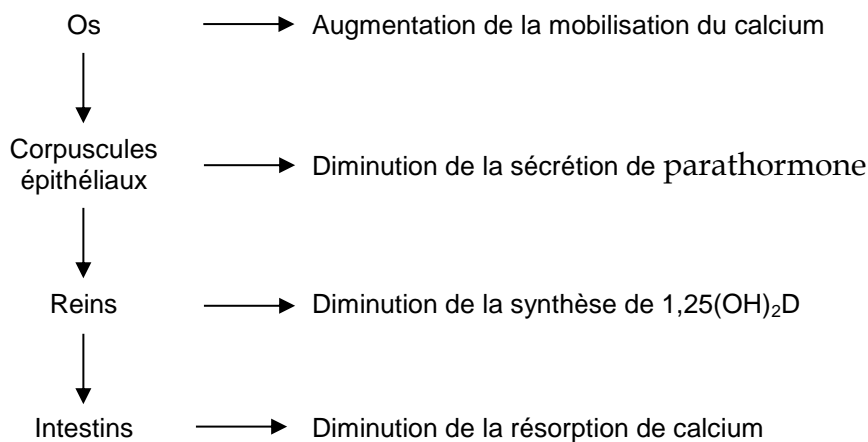 Os
Augmentation de la mobilisation du calcium
Corpuscules
épithéliaux
Diminution de la sécrétion de parathormone
Reins
Diminution de la synthèse de 1,25(OH)₂D
Intestins
Diminution de la résorption de calcium